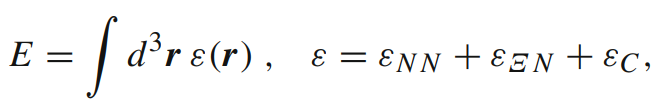 E = ∫ d³r ε(r) , ε = ε_{NN} + ε_{ΞN} + ε_C,